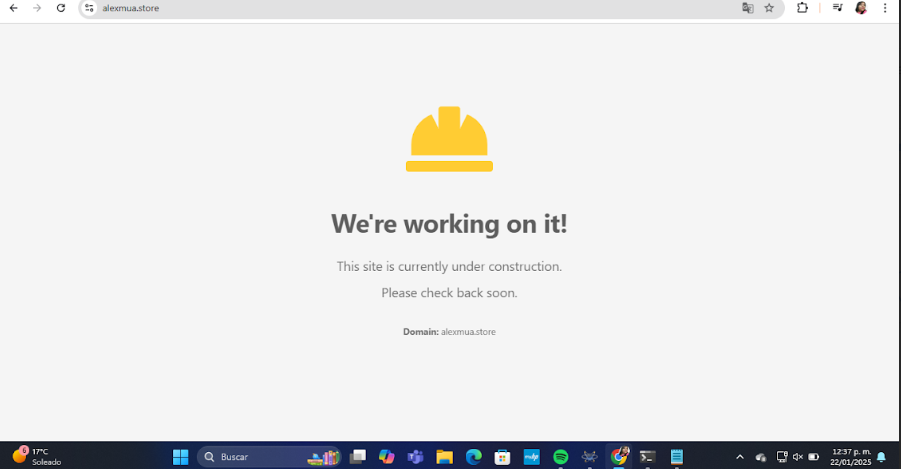 alexmua.store
We're working on it!
This site is currently under construction.
Please check back soon.
Domain: alexmua.store
6
17°C
Soleado
Buscar
12:37 p. m.
22/01/2025